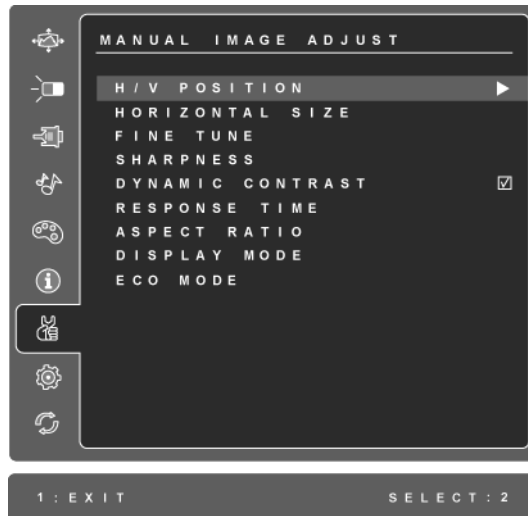 MANUAL IMAGE ADJUST
H/V POSITION
HORIZONTAL SIZE
FINE TUNE
SHARPNESS
DYNAMIC CONTRAST
RESPONSE TIME
ASPECT RATIO
DISPLAY MODE
ECO MODE
1:EXIT SELECT:2